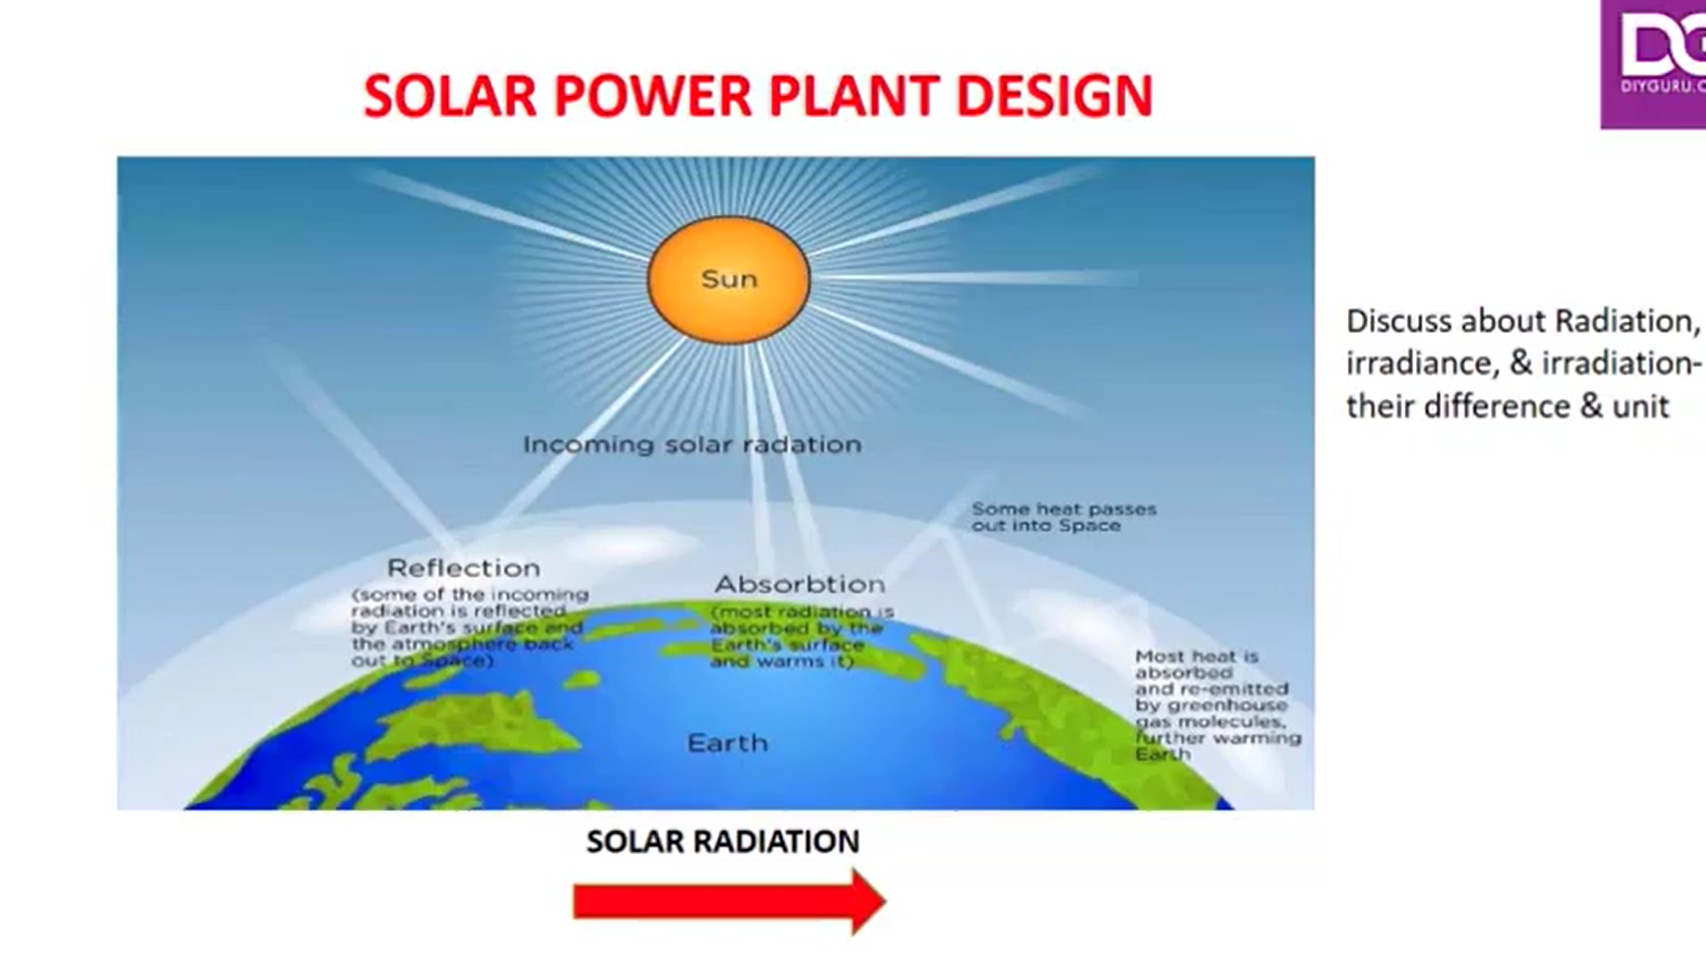 DG
DIYGURU.C
SOLAR POWER PLANT DESIGN
Sun
Incoming solar radation
Some heat passes
out into Space
Reflection
(some of the incoming
radiation is reflected
by Earth's surface and
the atmosphere back
out to Space)
Absorbtion
(most radiation is
absorbed by the
Earth's surface
and warms it)
Most heat is
absorbed
and re-emitted
by greenhouse
gas molecules,
further warming
Earth
Earth
Discuss about Radiation,
irradiance, & irradiation-
their difference & unit
SOLAR RADIATION